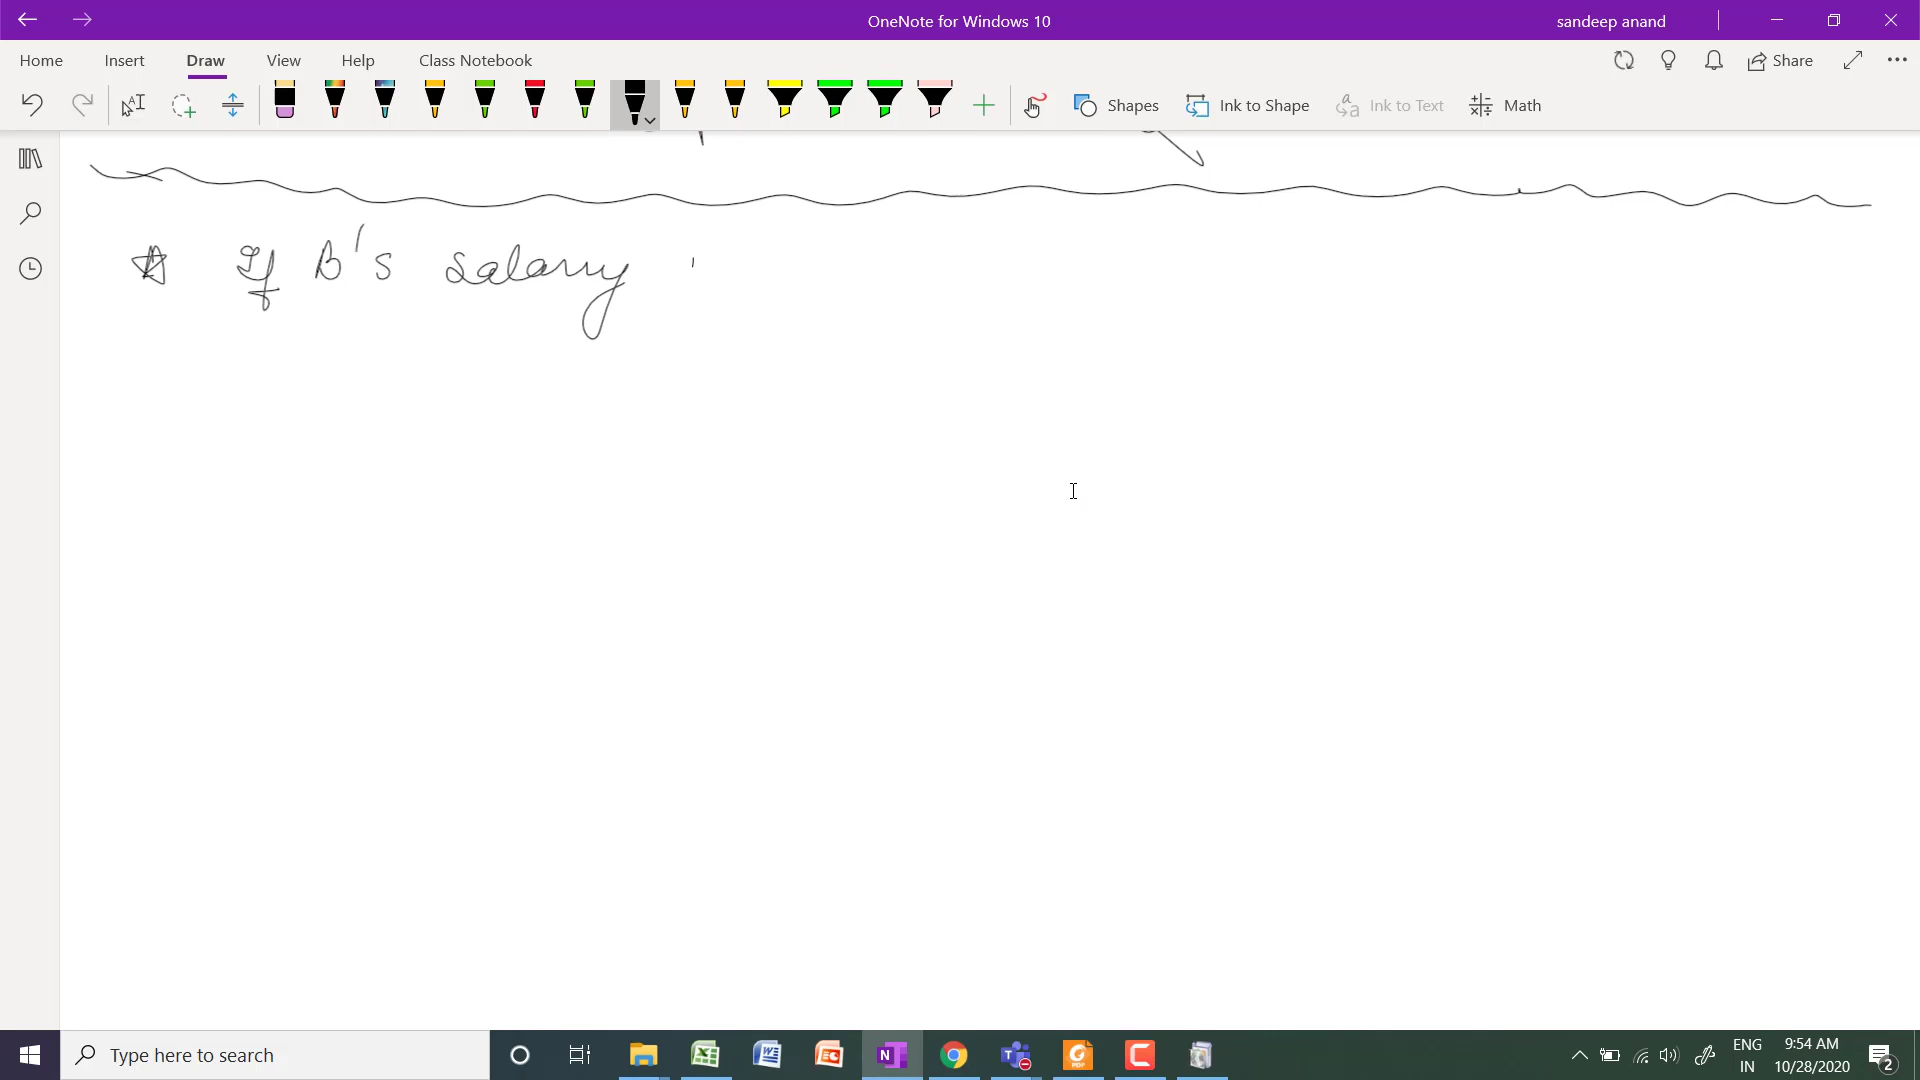 OneNote for Windows 10
sandeep anand
Home Insert Draw View Help Class Notebook
Share
Shapes Ink to Shape Ink to Text Math
If B's salary
Type here to search
ENG
IN
9:54 AM
10/28/2020
2